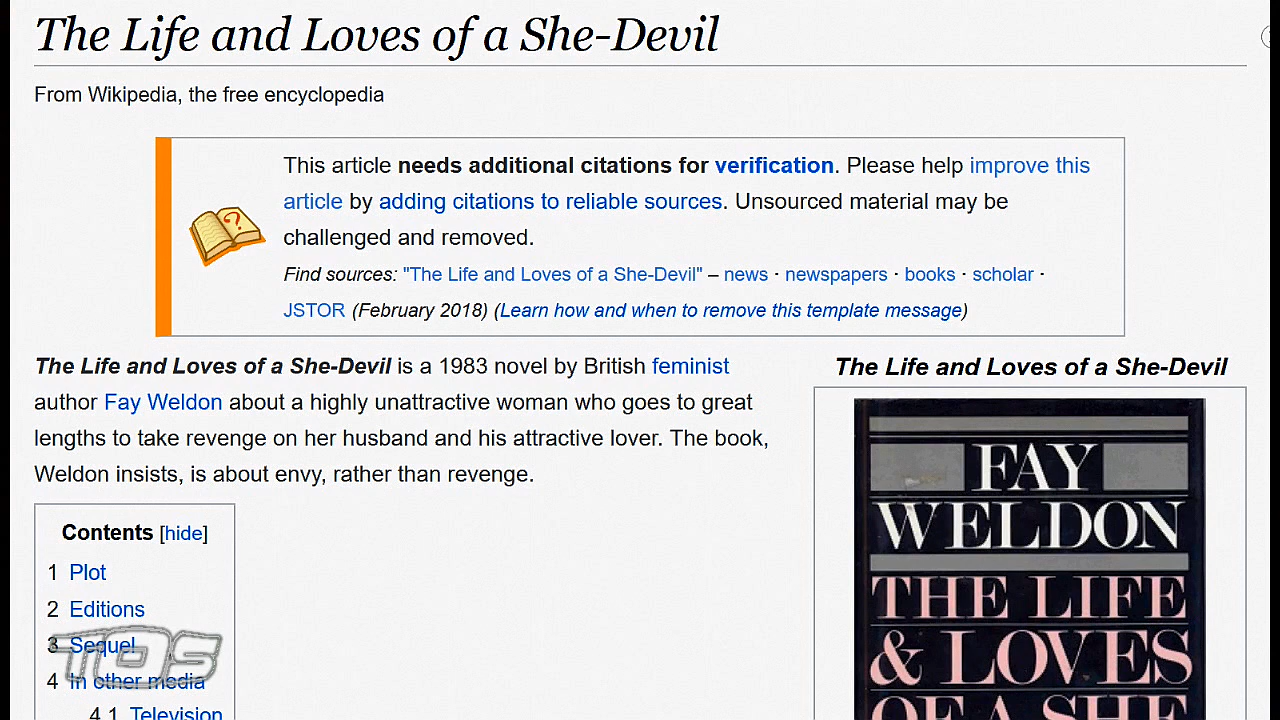 The Life and Loves of a She-Devil
From Wikipedia, the free encyclopedia
This article needs additional citations for verification. Please help improve this
article by adding citations to reliable sources. Unsourced material may be
challenged and removed.
Find sources: "The Life and Loves of a She-Devil" – news · newspapers · books · scholar ·
JSTOR (February 2018) (Learn how and when to remove this template message)
The Life and Loves of a She-Devil is a 1983 novel by British feminist
author Fay Weldon about a highly unattractive woman who goes to great
lengths to take revenge on her husband and his attractive lover. The book,
Weldon insists, is about envy, rather than revenge.
Contents [hide]
1 Plot
2 Editions
3 Sequel
4 In other media
4.1 Television
TOS
The Life and Loves of a She-Devil
FAY
WELDON
THE LIFE
& LOVES
OF A SHE